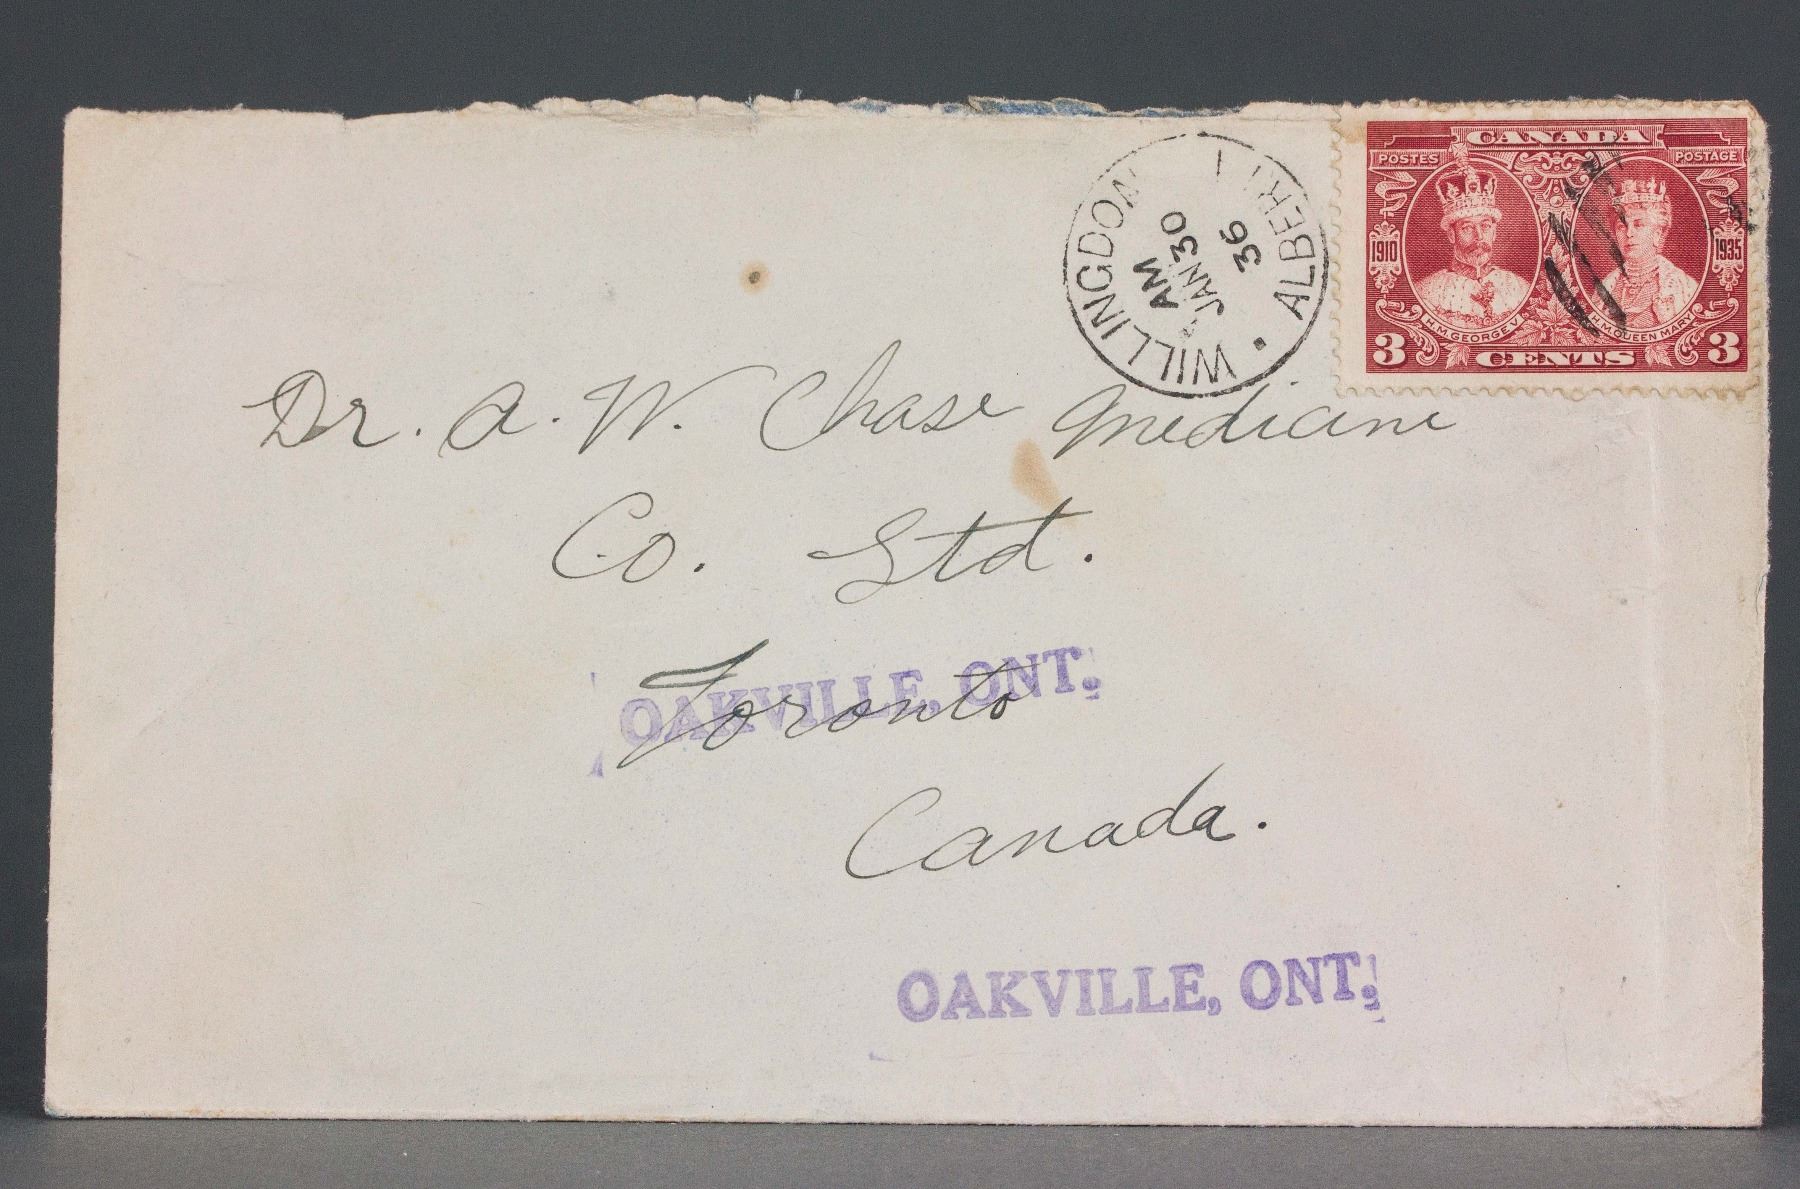 WILLINGDON
ALBERTA
AM
JAN 30
36
CANADA
POSTES POSTAGE
1910 1935
H.M. GEORGE V. H.M. QUEEN MARY
3 CENTS 3
Dr. A. W. Chase Medicine
Co. Ltd.
Toronto
OAKVILLE, ONT.
Canada.
OAKVILLE, ONT.